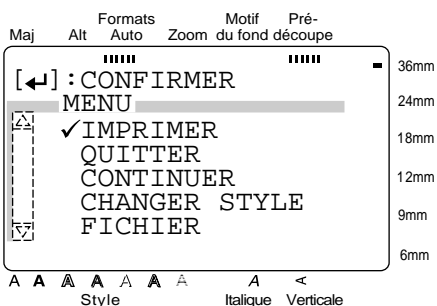 Formats Motif Pré-
Maj Alt Auto Zoom du fond découpe
[↵]:CONFIRMER
MENU
✓IMPRIMER
QUITTER
CONTINUER
CHANGER STYLE
FICHIER
36mm
24mm
18mm
12mm
9mm
6mm
A A A A A A A A A
Style Italique Verticale